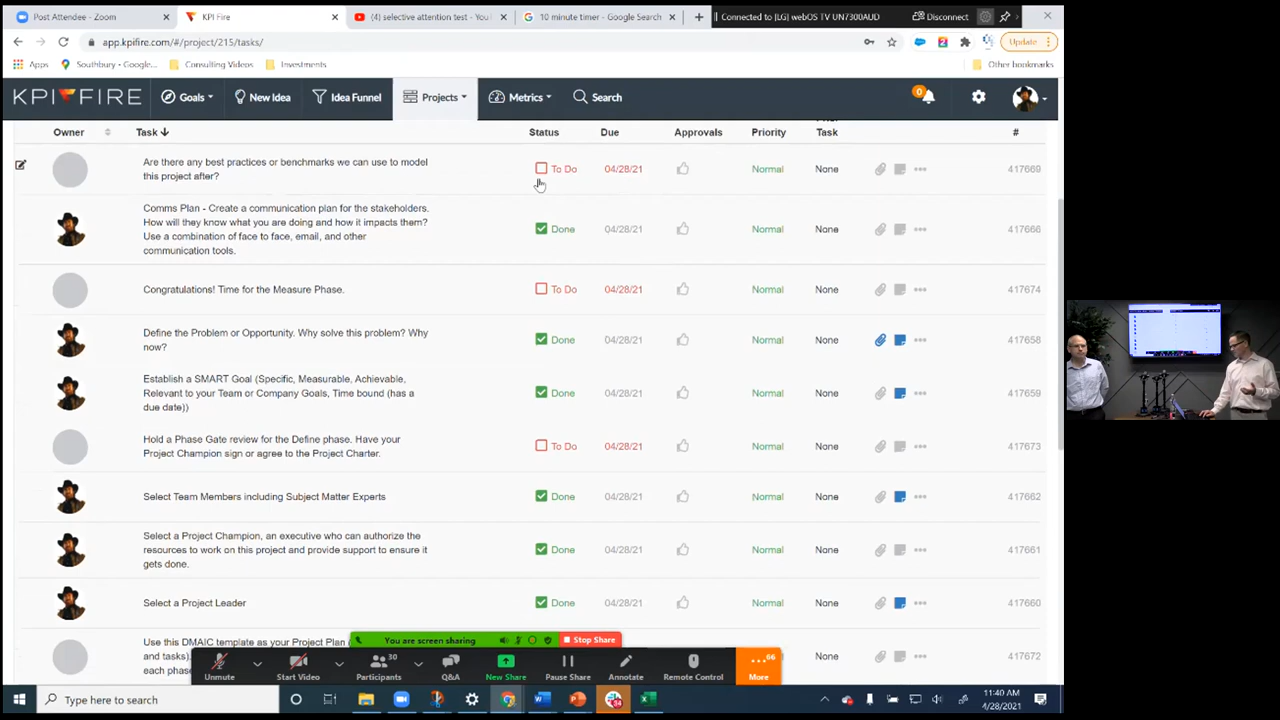 Post Attendee - Zoom
KPI Fire
(4) selective attention test - You
10 minute timer - Google Search
Connected to [LG] webOS TV UN7300AUD
Disconnect
app.kpifire.com/#/project/215/tasks/
Update
Apps
Southbury - Google...
Consulting Videos
Investments
Other bookmarks
KPI FIRE
Goals
New Idea
Idea Funnel
Projects
Metrics
Search
0
Owner
Task
Status
Due
Approvals
Priority
Task
#
Are there any best practices or benchmarks we can use to model
this project after?
To Do
04/28/21
Normal
None
417669
Comms Plan - Create a communication plan for the stakeholders.
How will they know what you are doing and how it impacts them?
Use a combination of face to face, email, and other
communication tools.
Done
04/28/21
Normal
None
417666
Congratulations! Time for the Measure Phase.
To Do
04/28/21
Normal
None
417674
Define the Problem or Opportunity. Why solve this problem? Why
now?
Done
04/28/21
Normal
None
417658
Establish a SMART Goal (Specific, Measurable, Achievable,
Relevant to your Team or Company Goals, Time bound (has a
due date))
Done
04/28/21
Normal
None
417659
Hold a Phase Gate review for the Define phase. Have your
Project Champion sign or agree to the Project Charter.
To Do
04/28/21
Normal
None
417673
Select Team Members including Subject Matter Experts
Done
04/28/21
Normal
None
417662
Select a Project Champion, an executive who can authorize the
resources to work on this project and provide support to ensure it
gets done.
Done
04/28/21
Normal
None
417661
Select a Project Leader
Done
04/28/21
Normal
None
417660
Use this DMAIC template as your Project Plan
and tasks).
each phase
None
417672
You are screen sharing
Stop Share
Unmute
Start Video
30
Participants
Q&A
New Share
Pause Share
Annotate
Remote Control
66
More
Type here to search
11:40 AM
4/28/2021